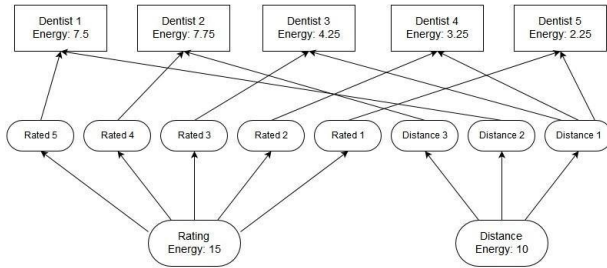 Dentist 1
Energy: 7.5
Dentist 2
Energy: 7.75
Dentist 3
Energy: 4.25
Dentist 4
Energy: 3.25
Dentist 5
Energy: 2.25
Rated 5
Rated 4
Rated 3
Rated 2
Rated 1
Distance 3
Distance 2
Distance 1
Rating
Energy: 15
Distance
Energy: 10